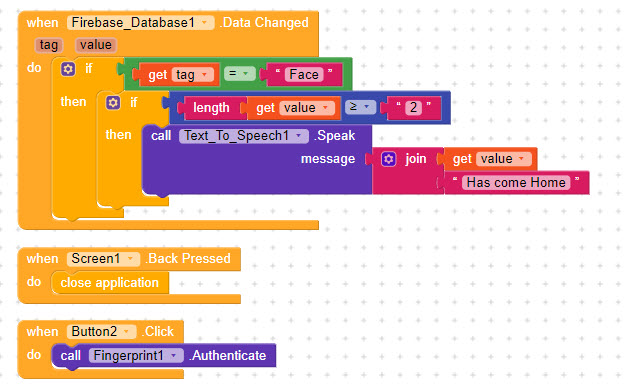 when Firebase_Database1 .Data Changed
tag value
do if get tag = “ Face ”
then if length get value ≥ “ 2 ”
then call Text_To_Speech1 .Speak
message join get value
“ Has come Home ”
when Screen1 .Back Pressed
do close application
when Button2 .Click
do call Fingerprint1 .Authenticate